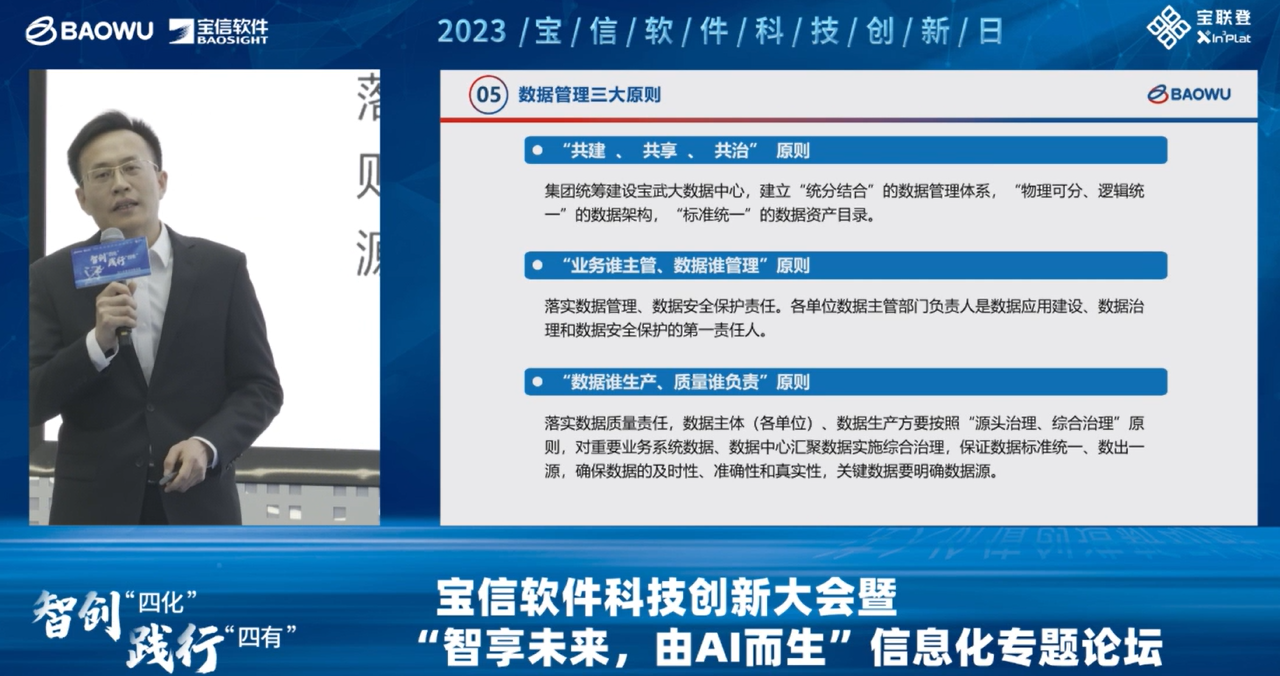 BAOWU 宝信软件 BAOSIGHT
2023 /宝/信/软/件/科/技/创/新/日
宝联登
xIn³Plat
落
则
源
智创“四化”
践行“四有”
05 数据管理三大原则
BAOWU
“共建 、 共享 、 共治” 原则
集团统筹建设宝武大数据中心，建立“统分结合”的数据管理体系，“物理可分、逻辑统
一”的数据架构，“标准统一”的数据资产目录。
“业务谁主管、数据谁管理”原则
落实数据管理、数据安全保护责任。各单位数据主管部门负责人是数据应用建设、数据治
理和数据安全保护的第一责任人。
“数据谁生产、质量谁负责”原则
落实数据质量责任，数据主体（各单位）、数据生产方要按照“源头治理、综合治理”原
则，对重要业务系统数据、数据中心汇聚数据实施综合治理，保证数据标准统一、数出一
源，确保数据的及时性、准确性和真实性，关键数据要明确数据源。
智创“四化”
践行“四有”
宝信软件科技创新大会暨
“智享未来，由AI而生”信息化专题论坛